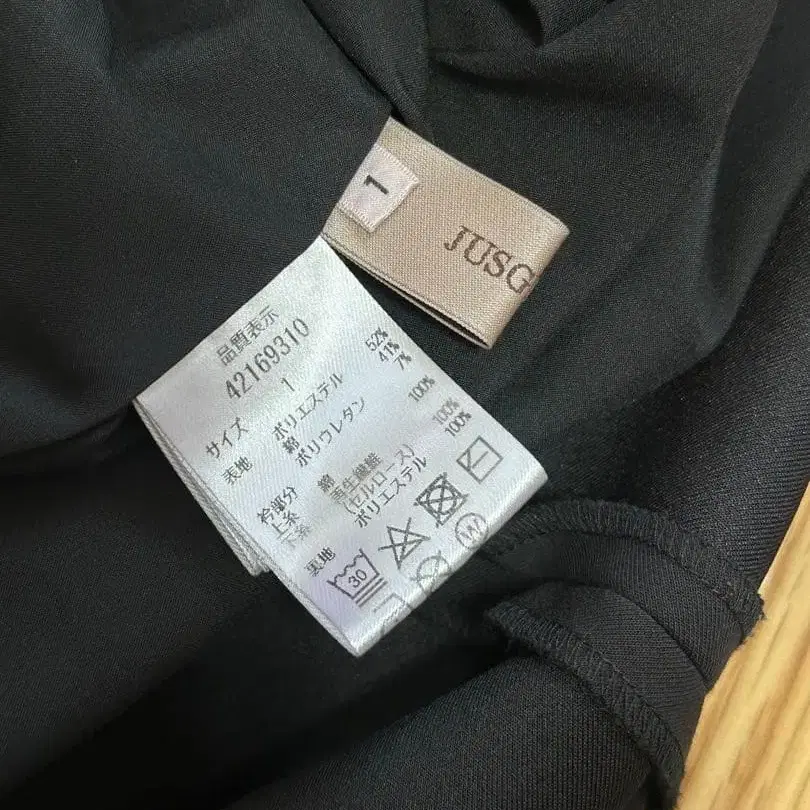 1
JUSG
品質表示
42169310
サイズ 1
表地 ポリエステル 52%
綿 41%
ポリウレタン 7%
衿部分
上糸 綿 100%
下糸 再生繊維
(セルロース) 100%
裏地 ポリエステル 100%
30
W